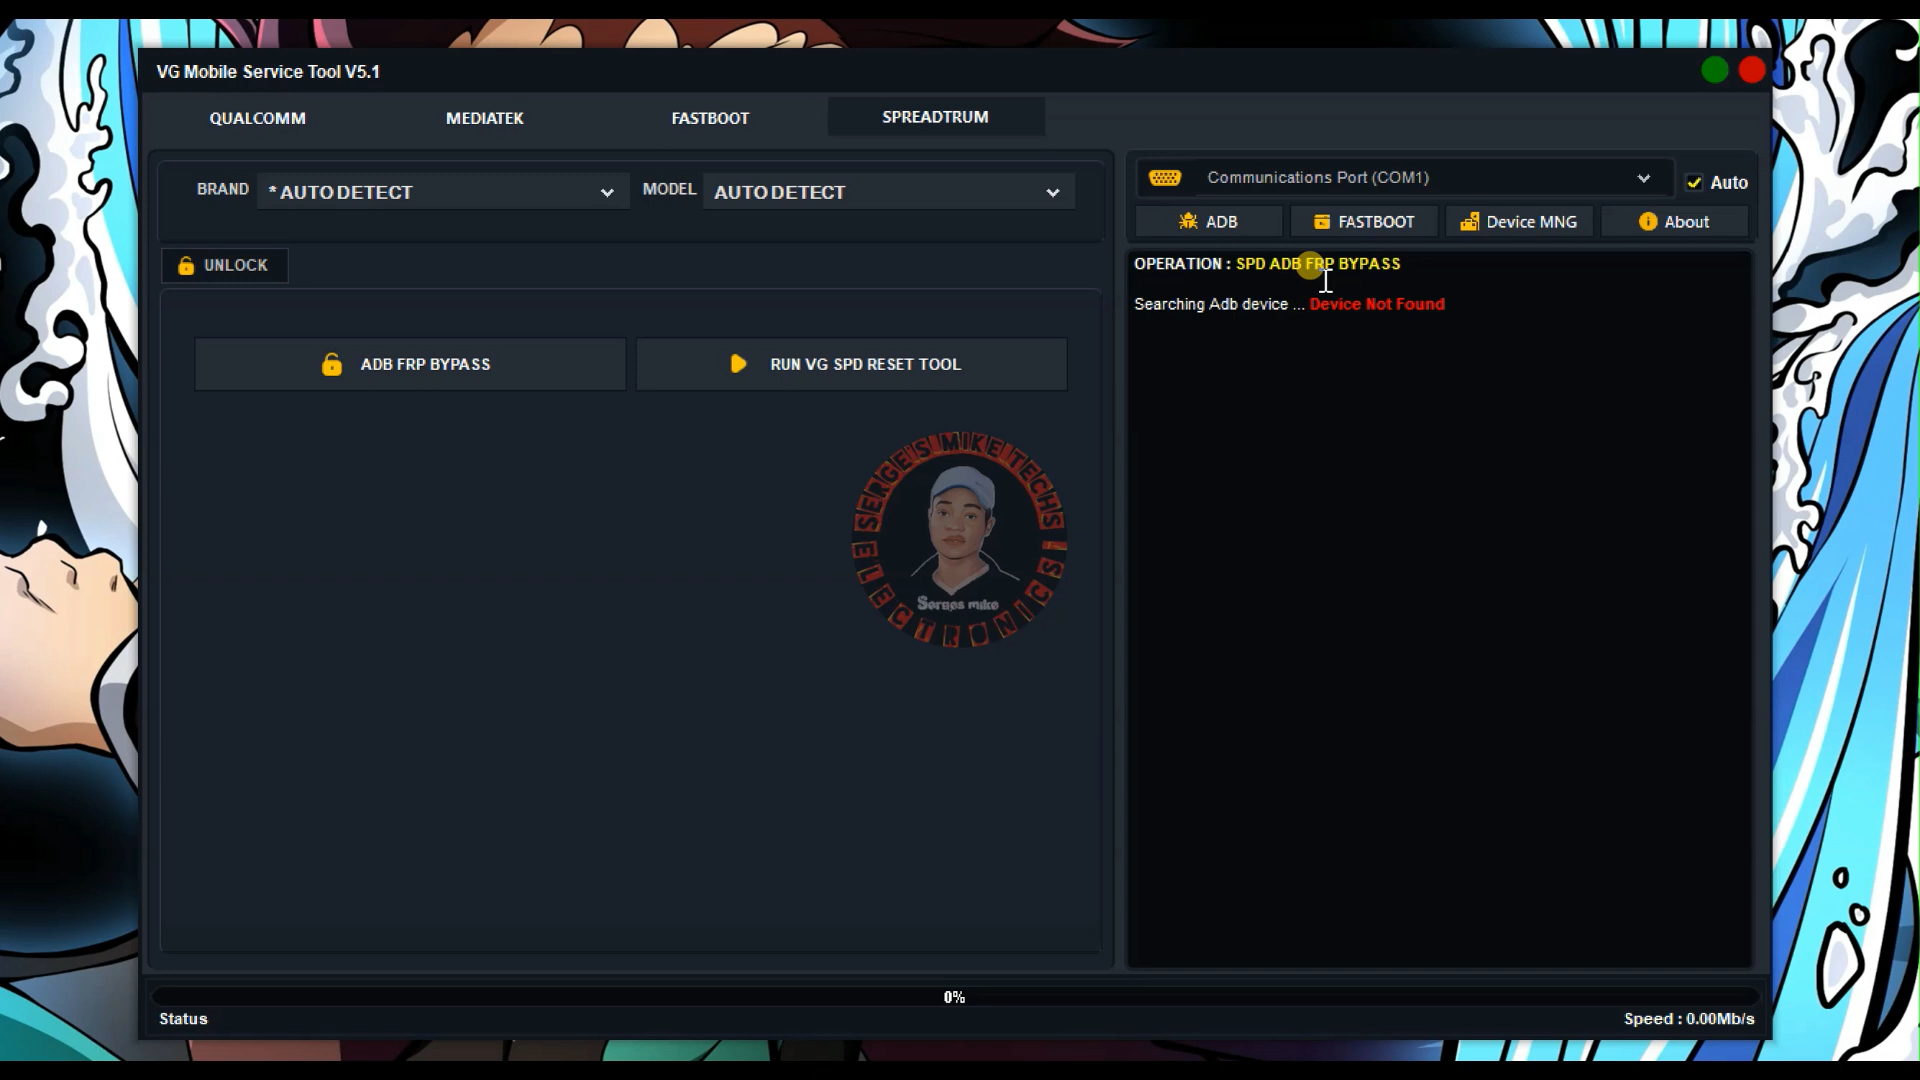 VG Mobile Service Tool V5.1
QUALCOMM
MEDIATEK
FASTBOOT
SPREADTRUM
BRAND
* AUTO DETECT
MODEL
AUTO DETECT
Communications Port (COM1)
Auto
ADB
FASTBOOT
Device MNG
About
UNLOCK
OPERATION : SPD ADB FRP BYPASS
Searching Adb device ... Device Not Found
ADB FRP BYPASS
RUN VG SPD RESET TOOL
SERGE'S MIKE TECHS
Serges mike
ELECTRONICS
0%
Status
Speed : 0.00Mb/s